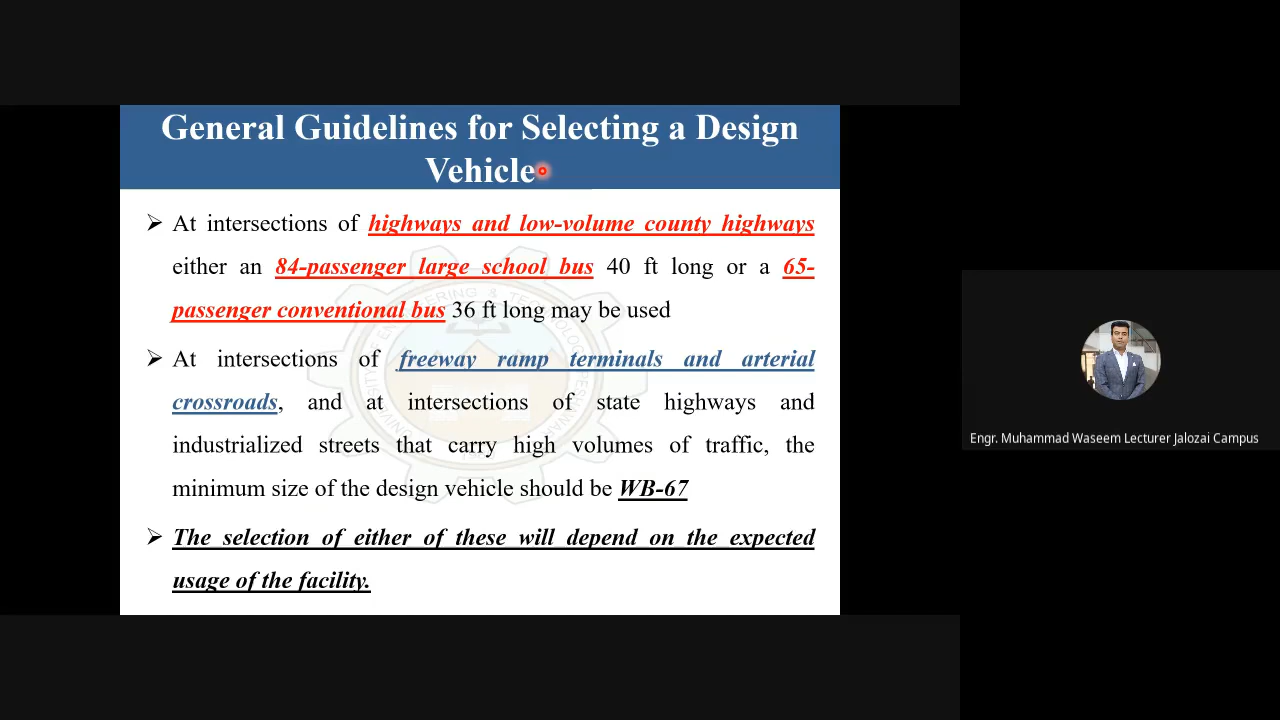 General Guidelines for Selecting a Design
Vehicle
➢ At intersections of highways and low-volume county highways
either an 84-passenger large school bus 40 ft long or a 65-
passenger conventional bus 36 ft long may be used
➢ At intersections of freeway ramp terminals and arterial
crossroads, and at intersections of state highways and
industrialized streets that carry high volumes of traffic, the
minimum size of the design vehicle should be WB-67
➢ The selection of either of these will depend on the expected
usage of the facility.
Engr. Muhammad Waseem Lecturer Jalozai Campus